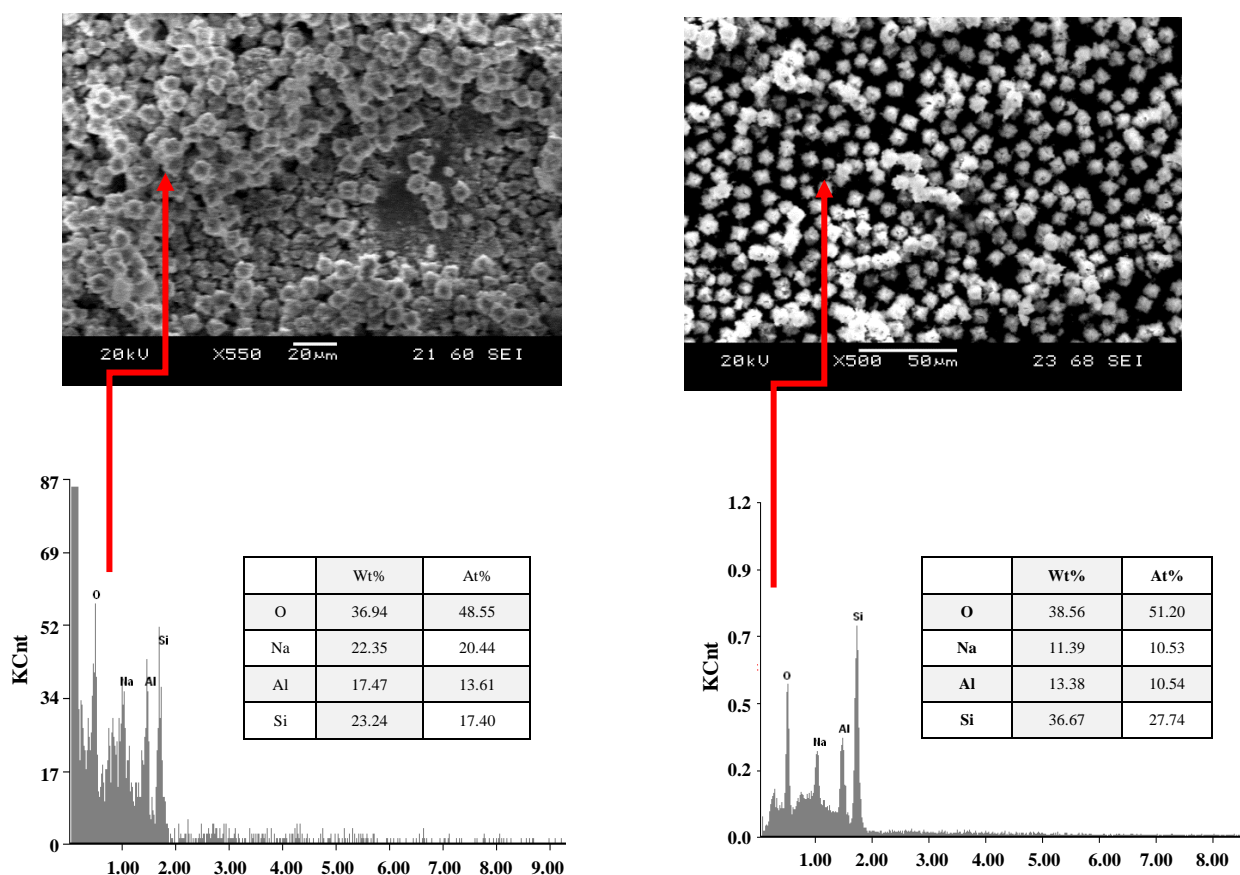 20kV X550 20μm 21 60 SEI
20kV X500 50μm 23 68 SEI
87
69
52
34
17
0
KCnt
O
Na
Al
Si
1.00 2.00 3.00 4.00 5.00 6.00 7.00 8.00 9.00
Wt% At%
O 36.94 48.55
Na 22.35 20.44
Al 17.47 13.61
Si 23.24 17.40
1.2
0.9
0.7
0.5
0.2
0.0
KCnt
O
Na
Al
Si
1.00 2.00 3.00 4.00 5.00 6.00 7.00 8.00
Wt% At%
O 38.56 51.20
Na 11.39 10.53
Al 13.38 10.54
Si 36.67 27.74